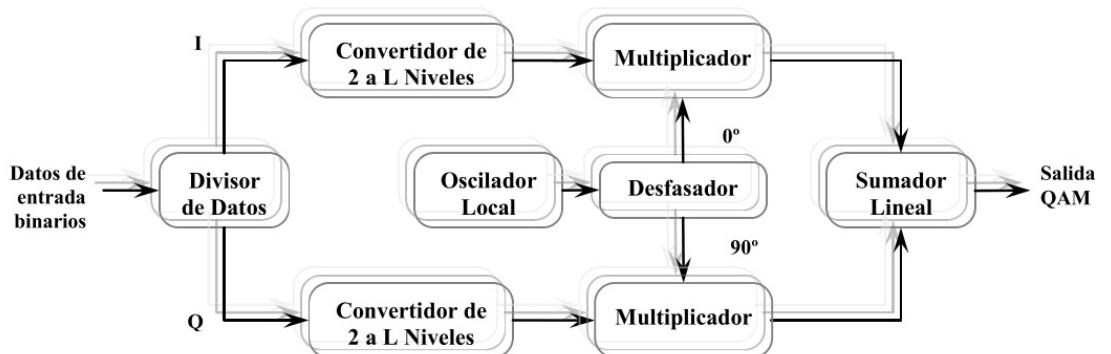 I
Convertidor de
2 a L Niveles
Multiplicador
0º
Datos de
entrada
binarios
Divisor
de Datos
Oscilador
Local
Desfasador
Sumador
Lineal
Salida
QAM
90º
Q
Convertidor de
2 a L Niveles
Multiplicador